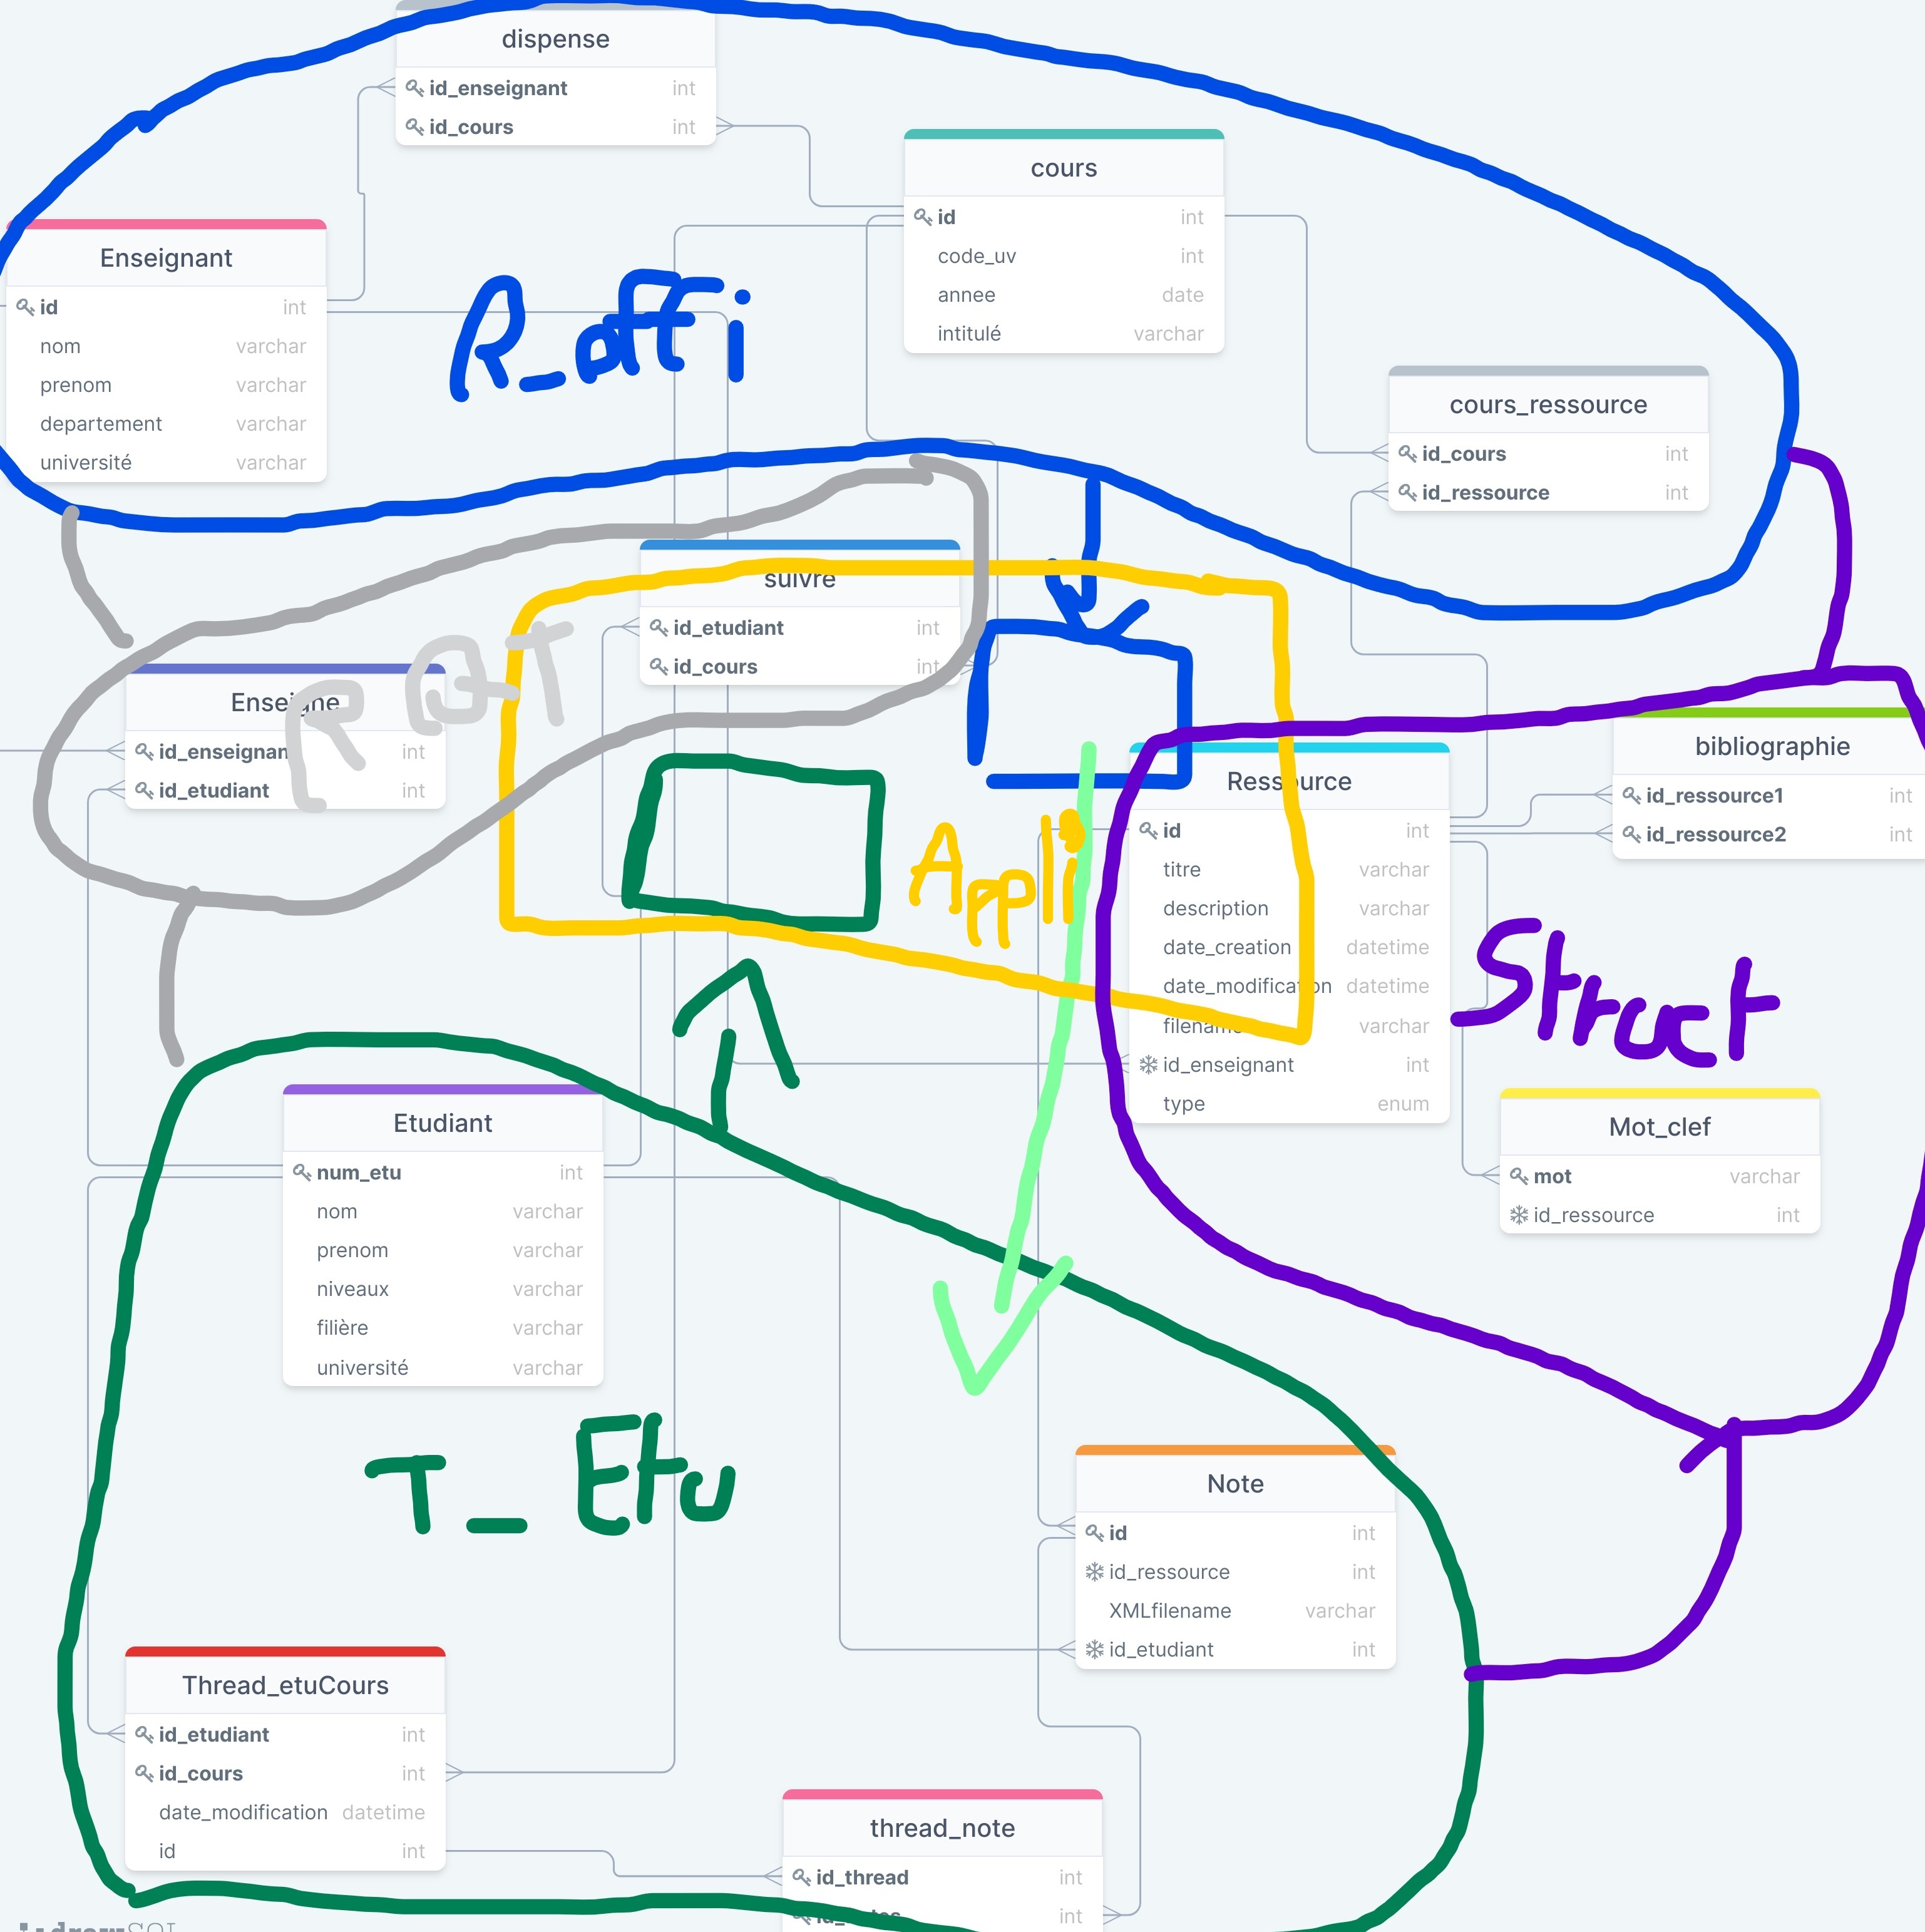 dispense
id_enseignant int
id_cours int
cours
id int
code_uv int
annee date
intitulé varchar
Enseignant
id int
nom varchar
prenom varchar
departement varchar
université varchar
R_offi
cours_ressource
id_cours int
id_ressource int
suivre
id_etudiant int
id_cours int
Enseigne
id_enseignan int
id_etudiant int
R GT
Appli
Ressource
id int
titre varchar
description varchar
date_creation datetime
date_modification datetime
filename varchar
id_enseignant int
type enum
bibliographie
id_ressource1 int
id_ressource2 int
Struct
Mot_clef
mot varchar
id_ressource int
Etudiant
num_etu int
nom varchar
prenom varchar
niveaux varchar
filière varchar
université varchar
T_Etu
Note
id int
id_ressource int
XMLfilename varchar
id_etudiant int
Thread_etuCours
id_etudiant int
id_cours int
date_modification datetime
id int
thread_note
id_thread int
int
drawSQL